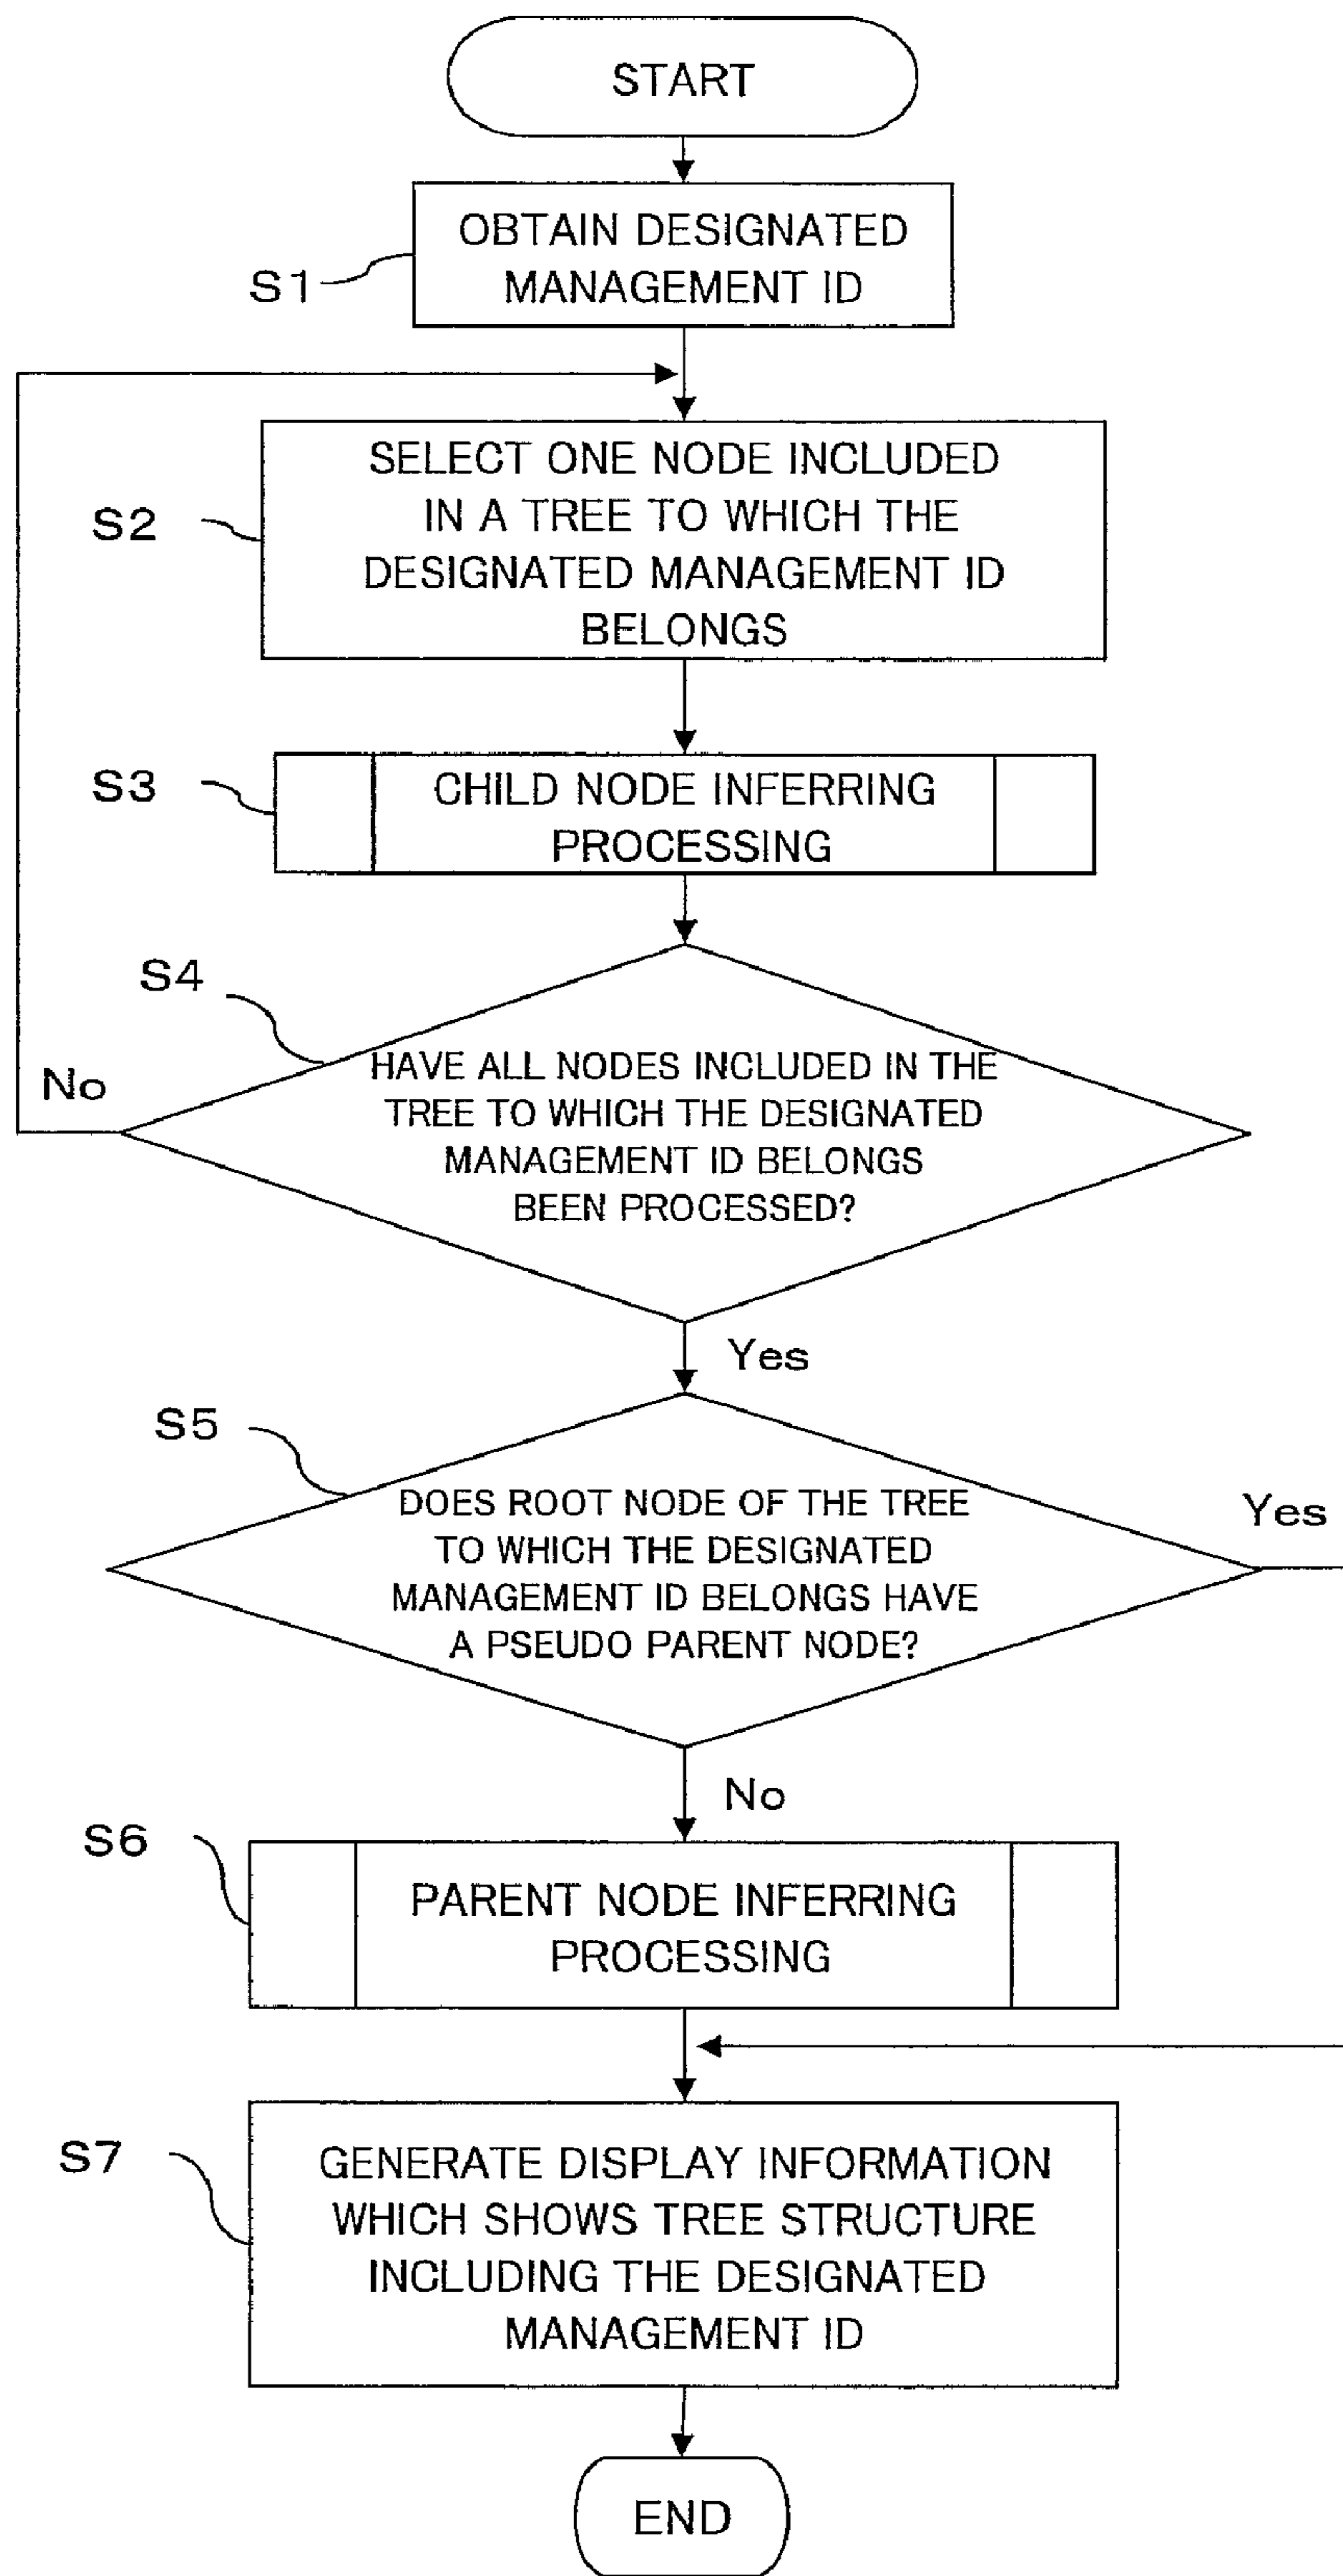 START
OBTAIN DESIGNATED
MANAGEMENT ID
S1
SELECT ONE NODE INCLUDED
IN A TREE TO WHICH THE
DESIGNATED MANAGEMENT ID
BELONGS
S2
S3
CHILD NODE INFERRING
PROCESSING
S4
HAVE ALL NODES INCLUDED IN THE
TREE TO WHICH THE DESIGNATED
MANAGEMENT ID BELONGS
BEEN PROCESSED?
No
Yes
S5
DOES ROOT NODE OF THE TREE
TO WHICH THE DESIGNATED
MANAGEMENT ID BELONGS HAVE
A PSEUDO PARENT NODE?
Yes
No
S6
PARENT NODE INFERRING
PROCESSING
S7
GENERATE DISPLAY INFORMATION
WHICH SHOWS TREE STRUCTURE
INCLUDING THE DESIGNATED
MANAGEMENT ID
END